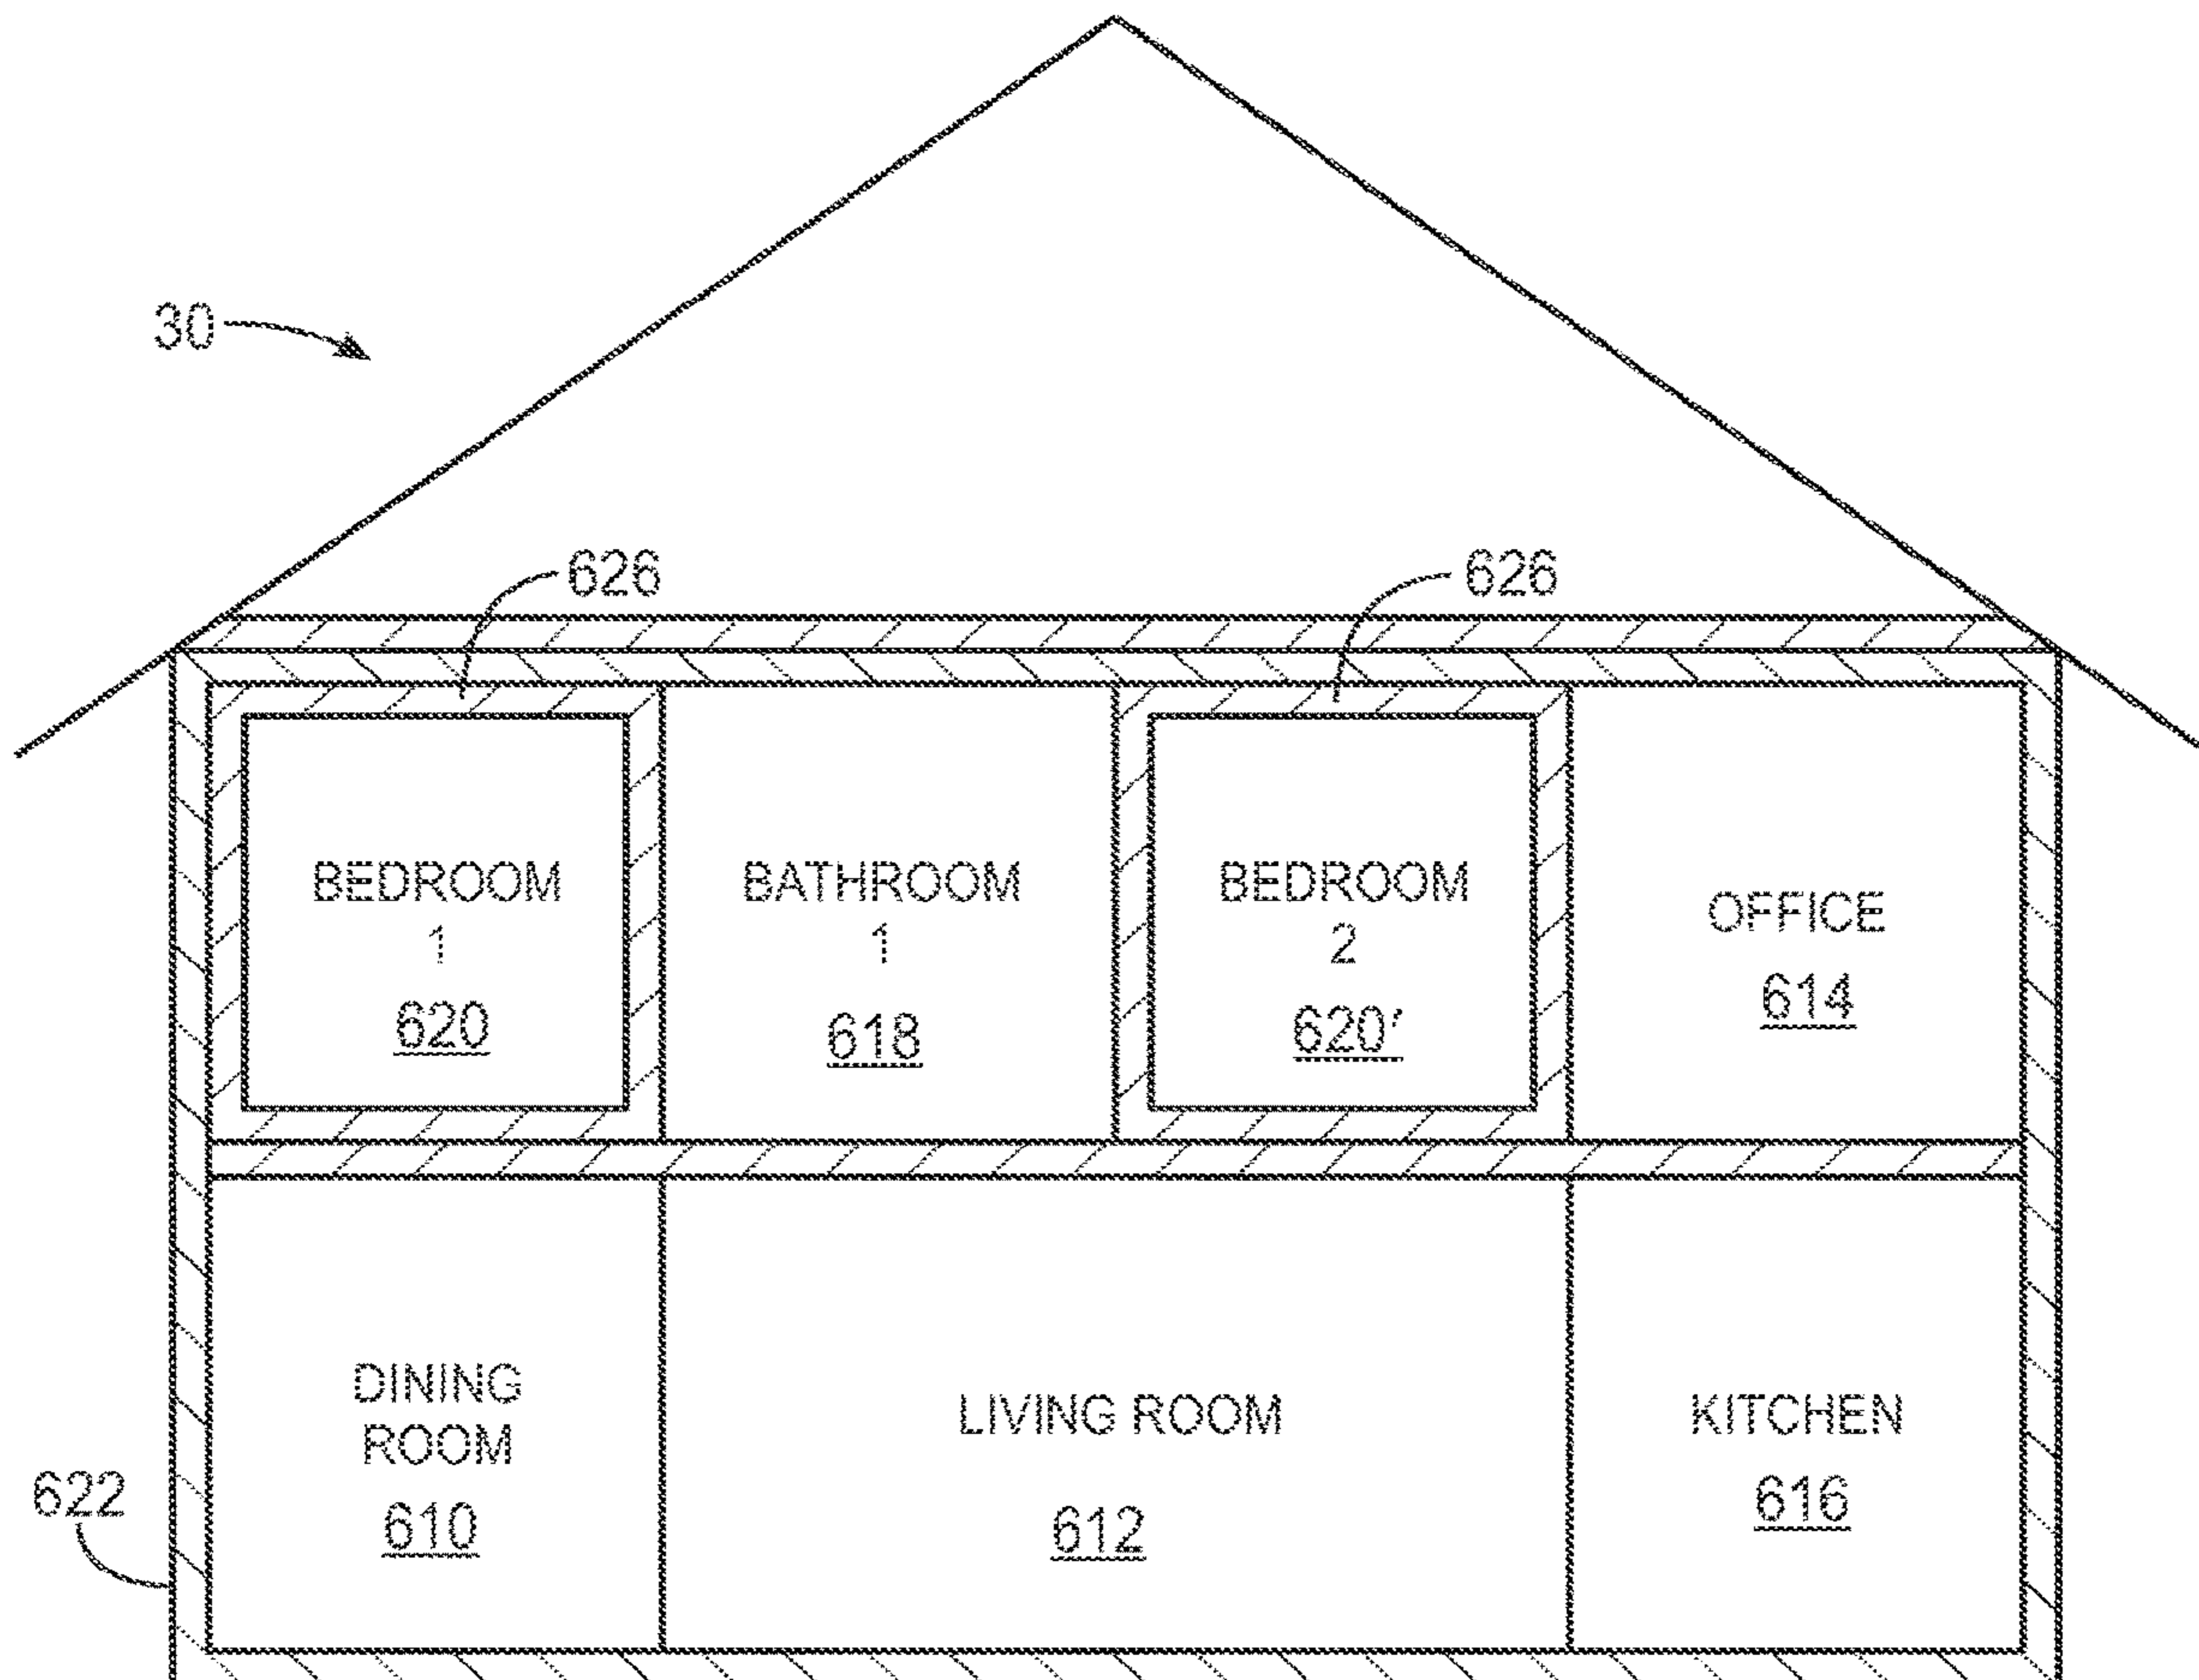 30
626
626
BEDROOM
1
620
BATHROOM
1
618
BEDROOM
2
620'
OFFICE
614
DINING
ROOM
610
LIVING ROOM
612
KITCHEN
616
622